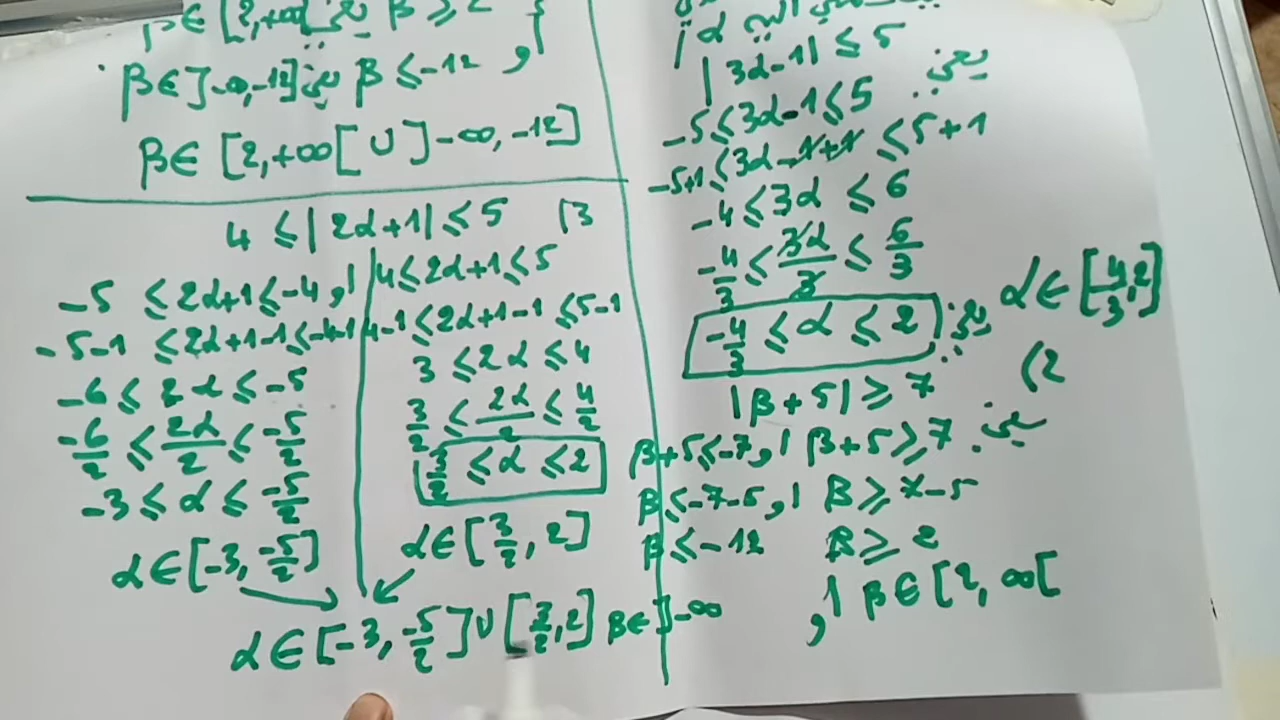 |3α-1| ≤ 5
يعني -5 ≤ 3α-1 ≤ 5
-5+1 ≤ 3α-1+1 ≤ 5+1
-4 ≤ 3α ≤ 6
-4/3 ≤ 3α/3 ≤ 6/3
-4/3 ≤ α ≤ 2 يعني α ∈ [-4/3, 2]
(2
|β+5| ≥ 7
يعني β+5 ≥ 7 أو β+5 ≤ -7
β ≥ 7-5 أو β ≤ -7-5
β ≥ 2 β ≤ -12
β ∈ [2, ∞[ أو
β ∈ ]-∞
β ≥ 2 يعني β ∈ [2, +∞[
أو β ≤ -12 يعني β ∈ ]-∞, -12]
β ∈ [2, +∞[ ∪ ]-∞, -12]
(3 4 ≤ |2α+1| ≤ 5
4 ≤ 2α+1 ≤ 5 أو -5 ≤ 2α+1 ≤ -4
4-1 ≤ 2α+1-1 ≤ 5-1
3 ≤ 2α ≤ 4
3/2 ≤ 2α/2 ≤ 4/2
3/2 ≤ α ≤ 2
α ∈ [3/2, 2]
-5-1 ≤ 2α+1-1 ≤ -4-1
-6 ≤ 2α ≤ -5
-6/2 ≤ 2α/2 ≤ -5/2
-3 ≤ α ≤ -5/2
α ∈ [-3, -5/2]
α ∈ [-3, -5/2] ∪ [3/2, 2]